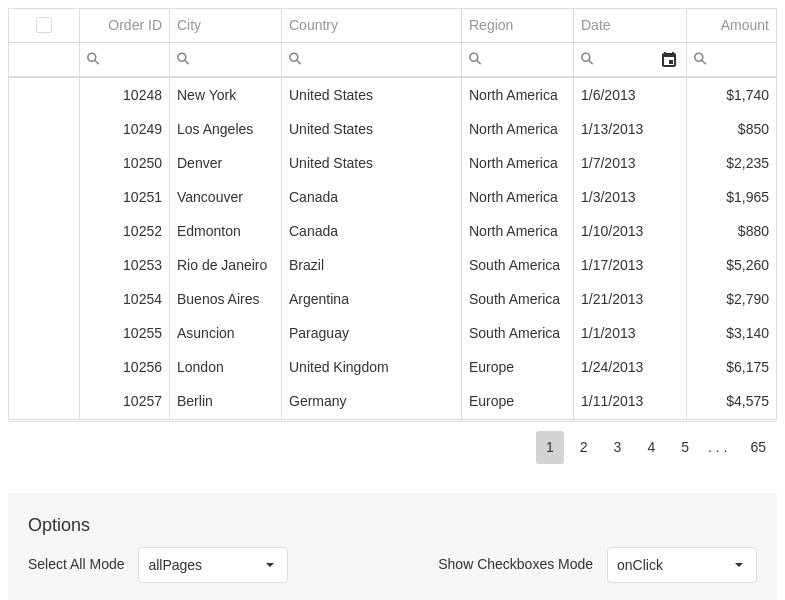 Order ID City Country Region Date Amount
10248 New York United States North America 1/6/2013 $1,740
10249 Los Angeles United States North America 1/13/2013 $850
10250 Denver United States North America 1/7/2013 $2,235
10251 Vancouver Canada North America 1/3/2013 $1,965
10252 Edmonton Canada North America 1/10/2013 $880
10253 Rio de Janeiro Brazil South America 1/17/2013 $5,260
10254 Buenos Aires Argentina South America 1/21/2013 $2,790
10255 Asuncion Paraguay South America 1/1/2013 $3,140
10256 London United Kingdom Europe 1/24/2013 $6,175
10257 Berlin Germany Europe 1/11/2013 $4,575
1 2 3 4 5 . . . 65
Options
Select All Mode allPages Show Checkboxes Mode onClick